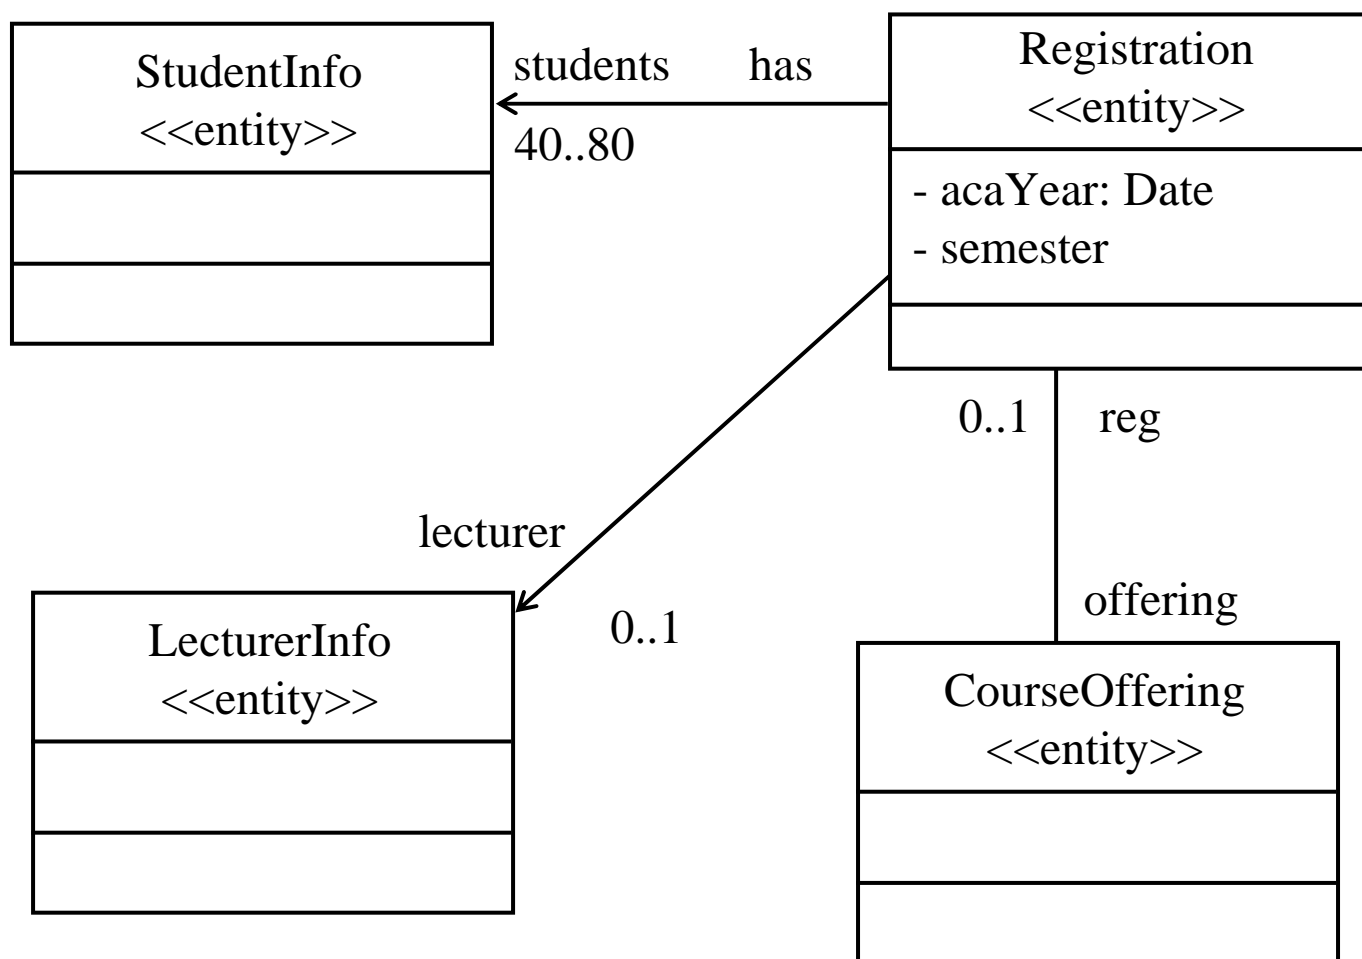 StudentInfo
<<entity>>
students has
40..80
Registration
<<entity>>
- acaYear: Date
- semester
0..1 reg
lecturer
0..1
offering
LecturerInfo
<<entity>>
CourseOffering
<<entity>>